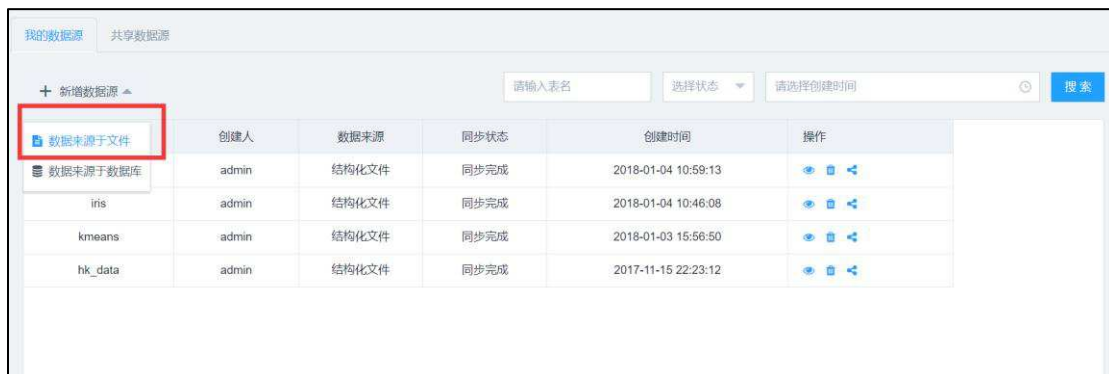 我的数据源 共享数据源
新增数据源 请输入表名 选择状态 请选择创建时间 搜索
数据来源于文件 创建人 数据来源 同步状态 创建时间 操作
数据来源于数据库 admin 结构化文件 同步完成 2018-01-04 10:59:13
iris admin 结构化文件 同步完成 2018-01-04 10:46:08
kmeans admin 结构化文件 同步完成 2018-01-03 15:56:50
hk_data admin 结构化文件 同步完成 2017-11-15 22:23:12